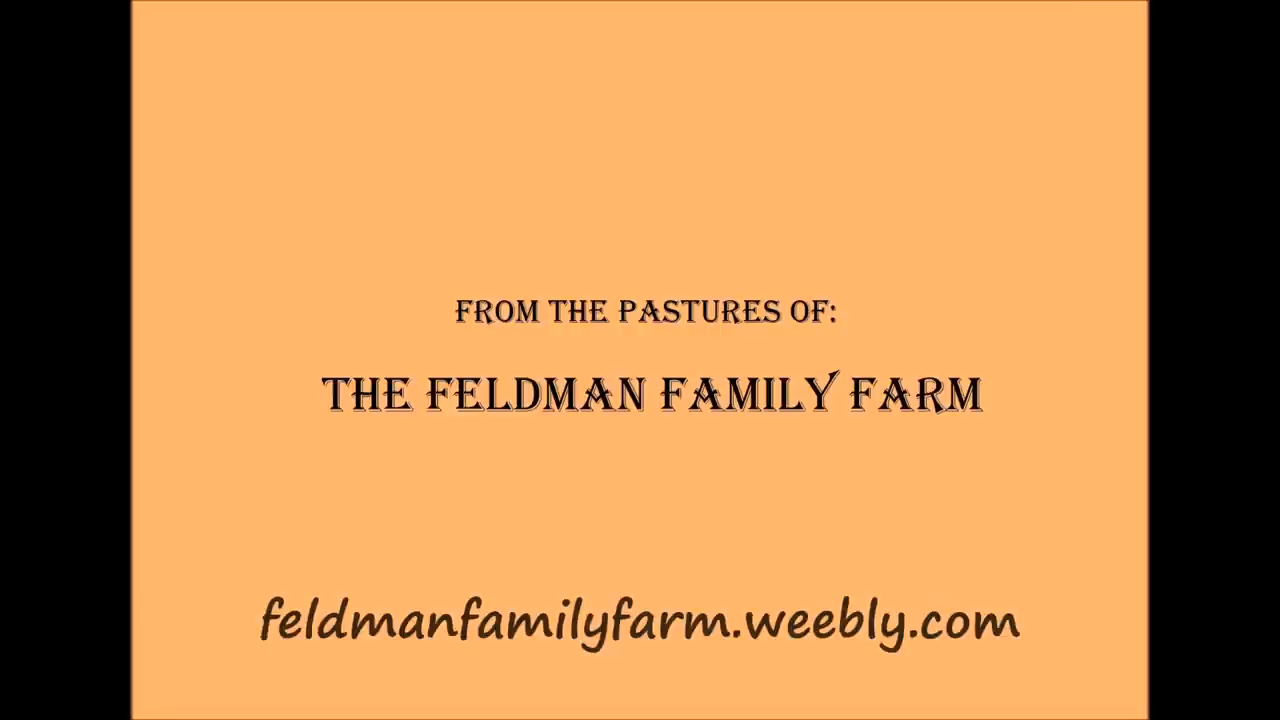 FROM THE PASTURES OF:
THE FELDMAN FAMILY FARM
feldmanfamilyfarm.weebly.com